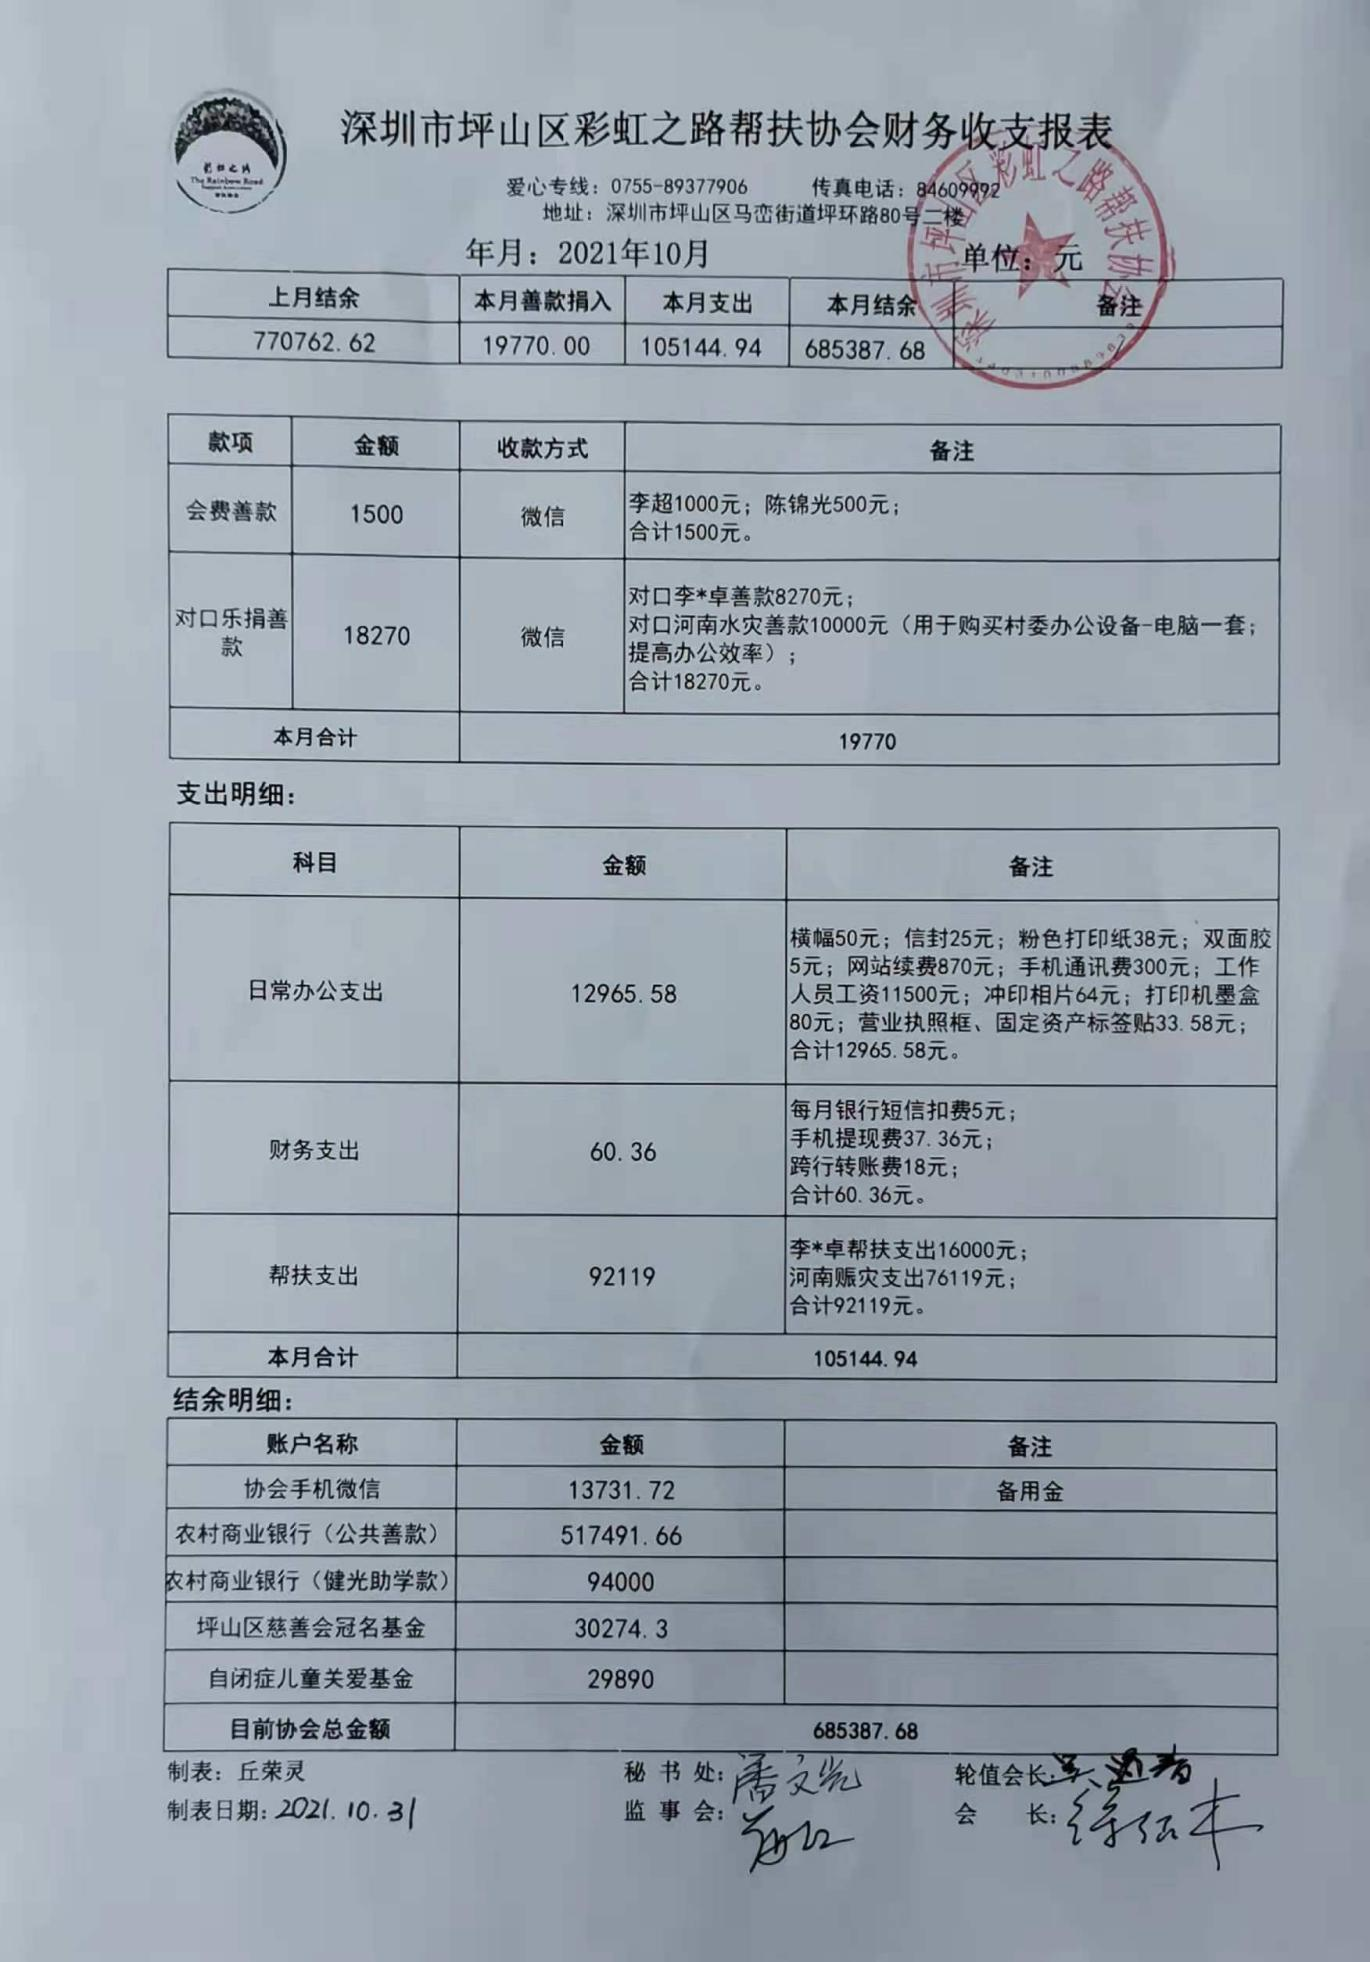 彩虹之路
The Rainbow Road
深圳市坪山区彩虹之路帮扶协会财务收支报表
爱心专线：0755-89377906 传真电话：84609992
地址：深圳市坪山区马峦街道坪环路80号二楼
年月：2021年10月 单位：元
深圳市坪山区彩虹之路帮扶协会
上月结余 本月善款捐入 本月支出 本月结余 备注
770762.62 19770.00 105144.94 685387.68 /
款项 金额 收款方式 备注
会费善款 1500 微信
李超1000元；陈锦光500元；
合计1500元。
对口乐捐善
款
18270 微信
对口李*卓善款8270元；
对口河南水灾善款10000元（用于购买村委办公设备-电脑一套；
提高办公效率）；
合计18270元。
本月合计 19770
支出明细：
科目 金额 备注
日常办公支出 12965.58
横幅50元；信封25元；粉色打印纸38元；双面胶
5元；网站续费870元；手机通讯费300元；工作
人员工资11500元；冲印相片64元；打印机墨盒
80元；营业执照框、固定资产标签贴33.58元；
合计12965.58元。
财务支出 60.36
每月银行短信扣费5元；
手机提现费37.36元；
跨行转账费18元；
合计60.36元。
帮扶支出 92119
李*卓帮扶支出16000元；
河南赈灾支出76119元；
合计92119元。
本月合计 105144.94
结余明细：
账户名称 金额 备注
协会手机微信 13731.72 备用金
农村商业银行（公共善款） 517491.66
农村商业银行（健光助学款） 94000
坪山区慈善会冠名基金 30274.3
自闭症儿童关爱基金 29890
目前协会总金额 685387.68
制表：丘荣灵 秘书处： 轮值会长：
制表日期：2021.10.31 监事会： 会长：